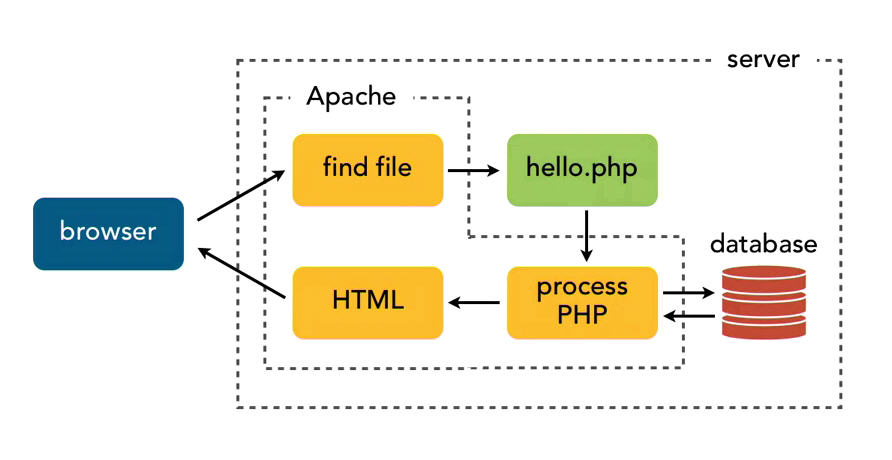 server
Apache
find file
hello.php
browser
database
HTML
process
PHP